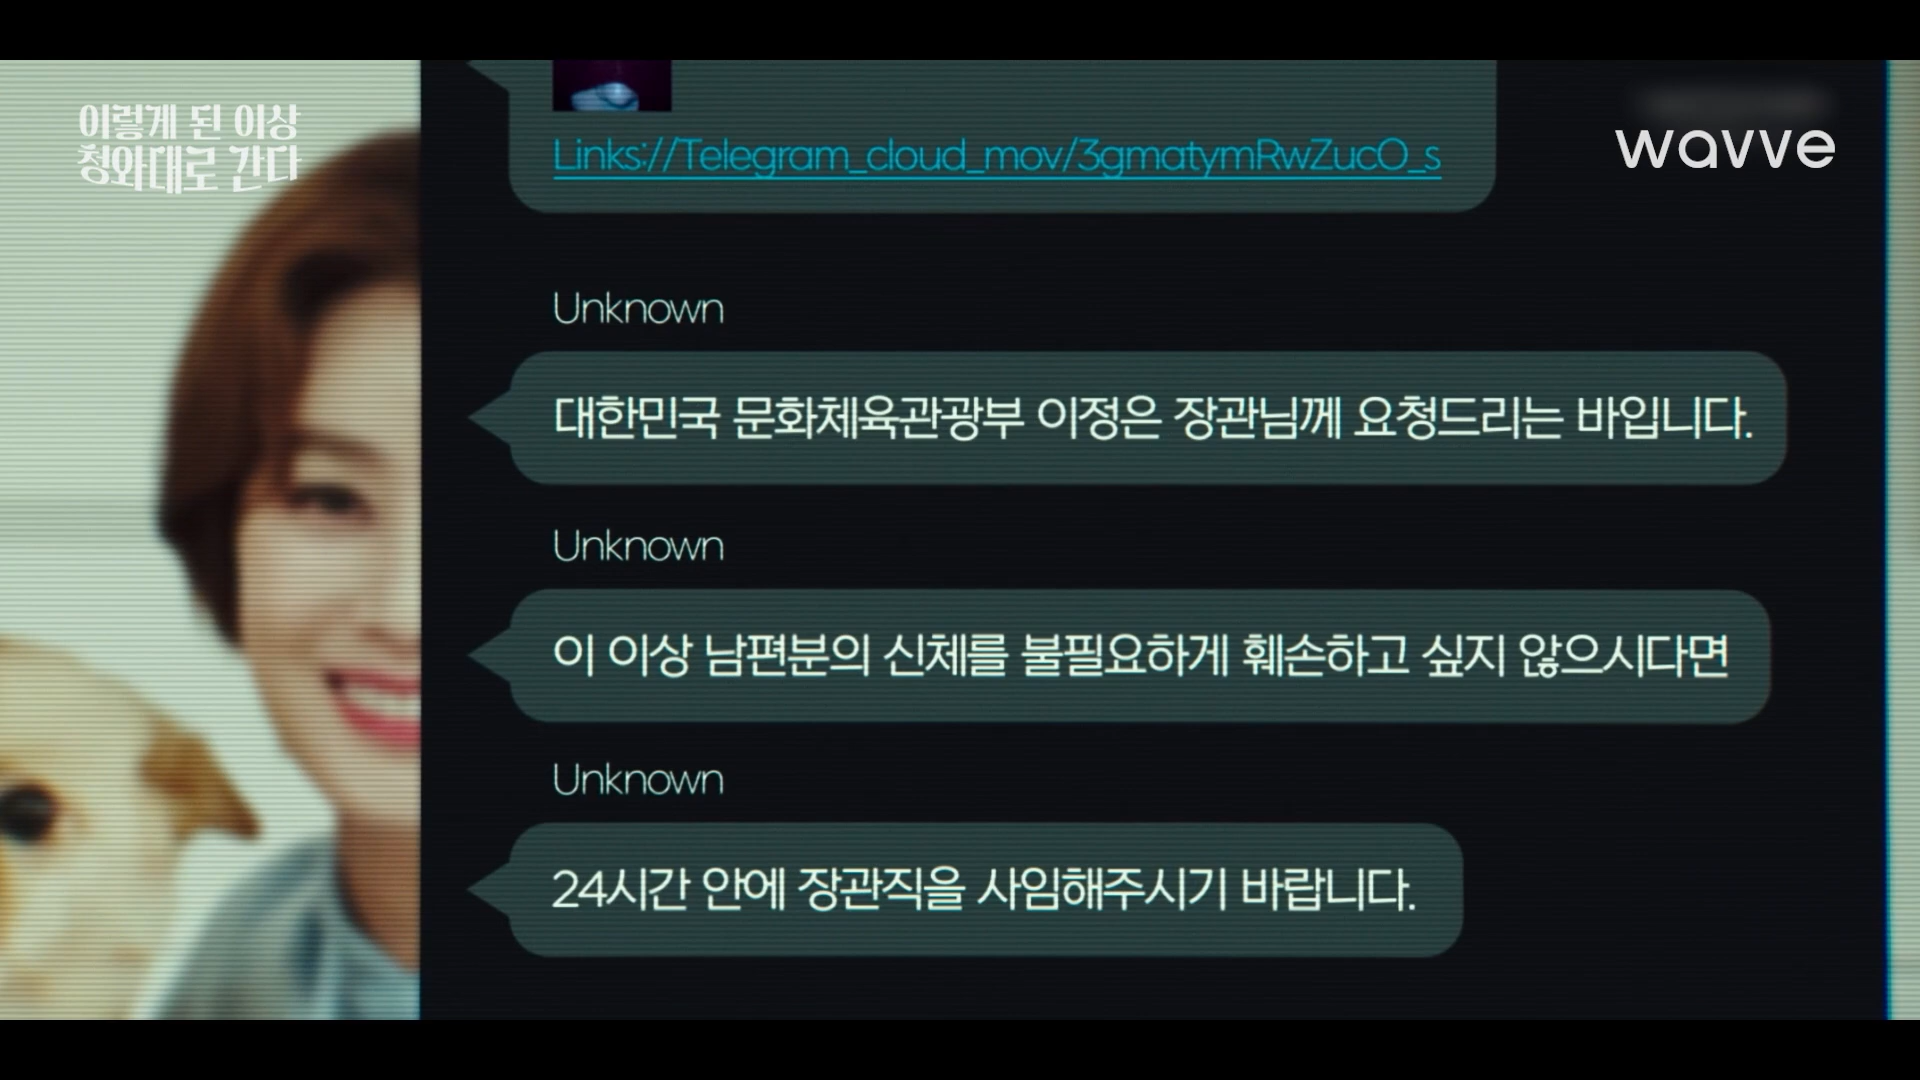 이렇게 된 이상
청와대로 간다
wavve
Links://Telegram_cloud_mov/3gmatymRwZucO_s
Unknown
대한민국 문화체육관광부 이정은 장관님께 요청드리는 바입니다.
Unknown
이 이상 남편분의 신체를 불필요하게 훼손하고 싶지 않으시다면
Unknown
24시간 안에 장관직을 사임해주시기 바랍니다.